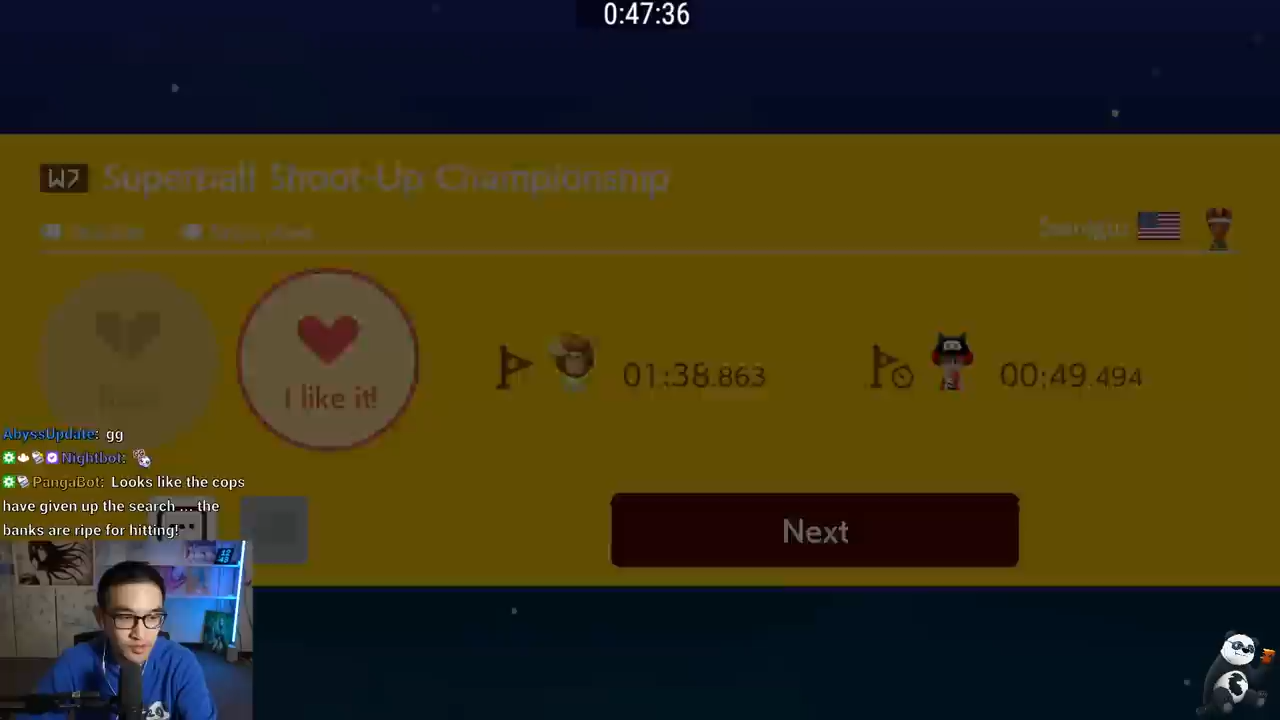 0:47:36
W7 Superball Shoot-Up Championship
I like it!
01:38.863
00:49.494
AbyssUpdate: gg
Nightbot:
PangaBot: Looks like the cops
have given up the search ... the
banks are ripe for hitting!
Next